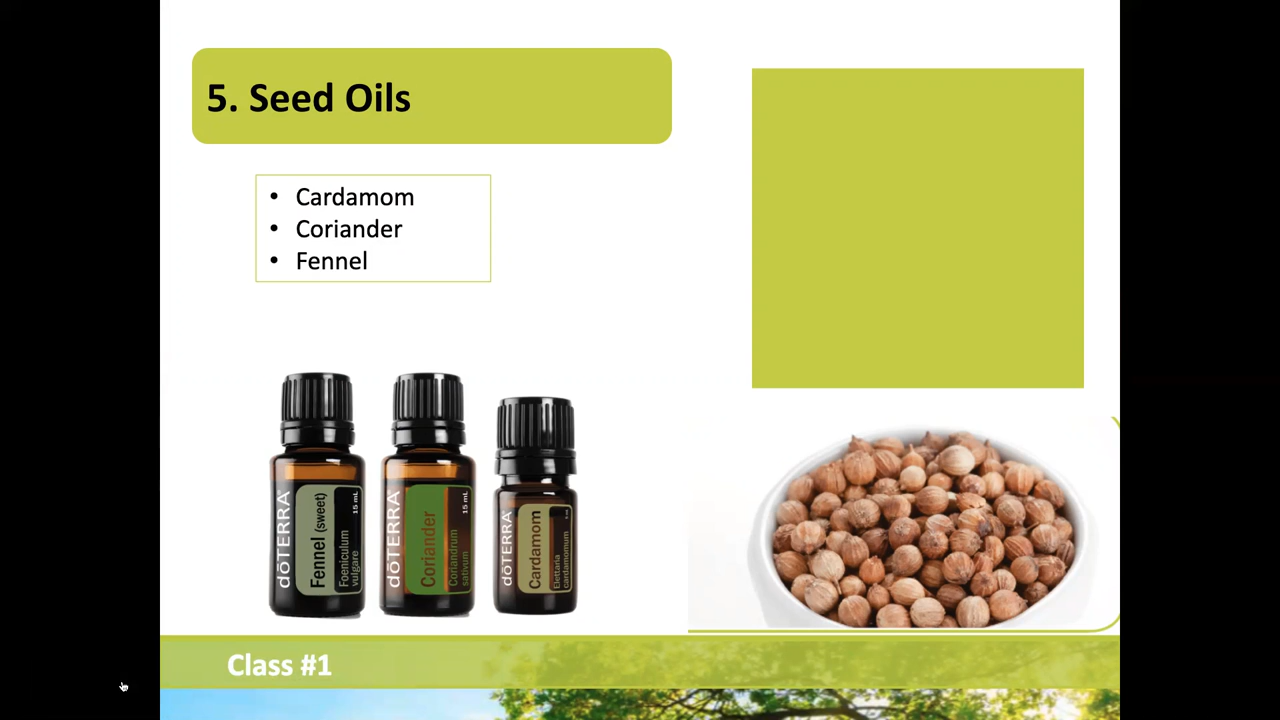 5. Seed Oils
• Cardamom
• Coriander
• Fennel
dōTERRA
Fennel (sweet)
Foeniculum
vulgare
15 mL
dōTERRA
Coriander
Coriandrum
sativum
15 mL
dōTERRA
Cardamom
Elettaria
cardamomum
Class #1